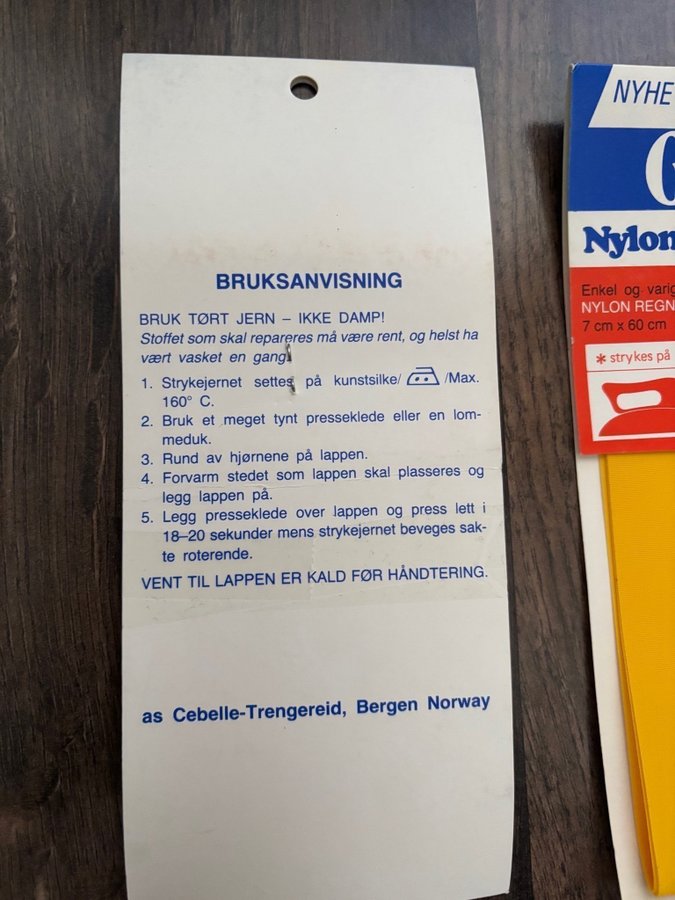 BRUKSANVISNING
BRUK TØRT JERN – IKKE DAMP!
Stoffet som skal repareres må være rent, og helst ha
vært vasket en gang.
1. Strykejernet settes på kunstsilke/ /Max.
160° C.
2. Bruk et meget tynt presseklede eller en lom-
meduk.
3. Rund av hjørnene på lappen.
4. Forvarm stedet som lappen skal plasseres og
legg lappen på.
5. Legg presseklede over lappen og press lett i
18–20 sekunder mens strykejernet beveges sak-
te roterende.
VENT TIL LAPPEN ER KALD FØR HÅNDTERING.
as Cebelle-Trengereid, Bergen Norway
NYHE
Nylon
Enkel og varig
NYLON REGN
7 cm x 60 cm
* strykes på